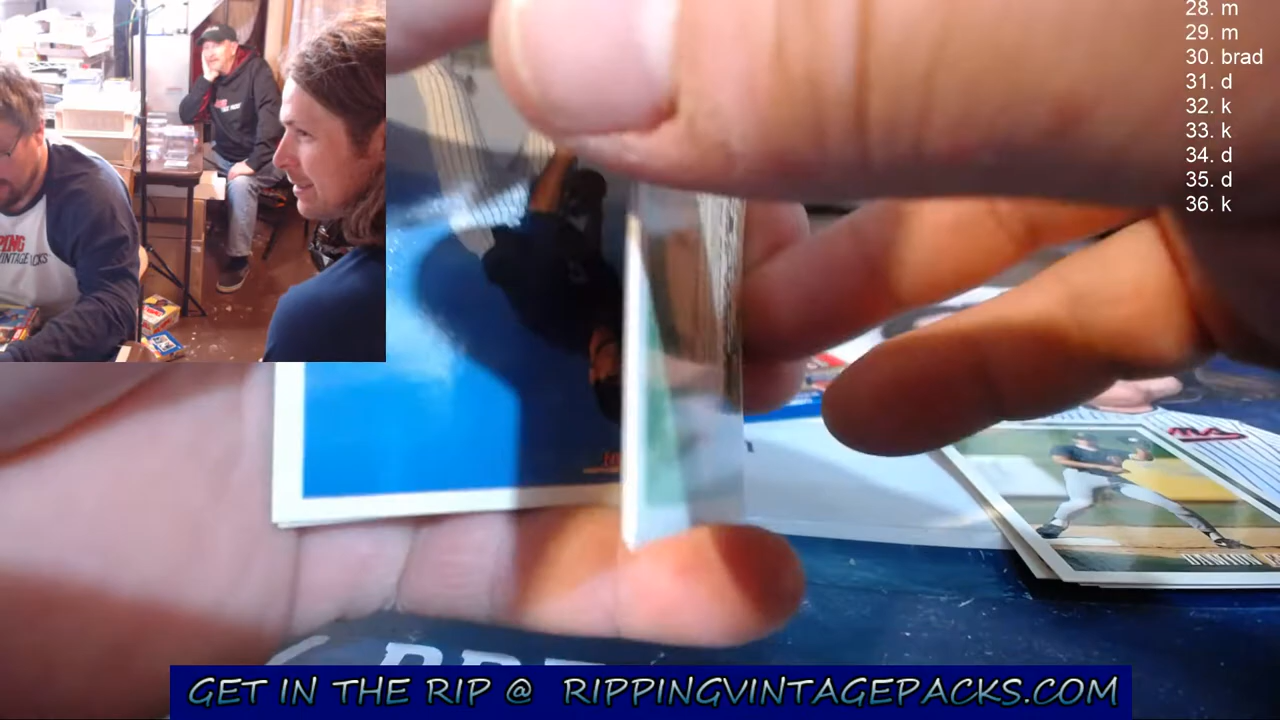 28. m
29. m
30. brad
31. d
32. k
33. k
34. d
35. d
36. k
GET IN THE RIP @ RIPPINGVINTAGEPACKS.COM